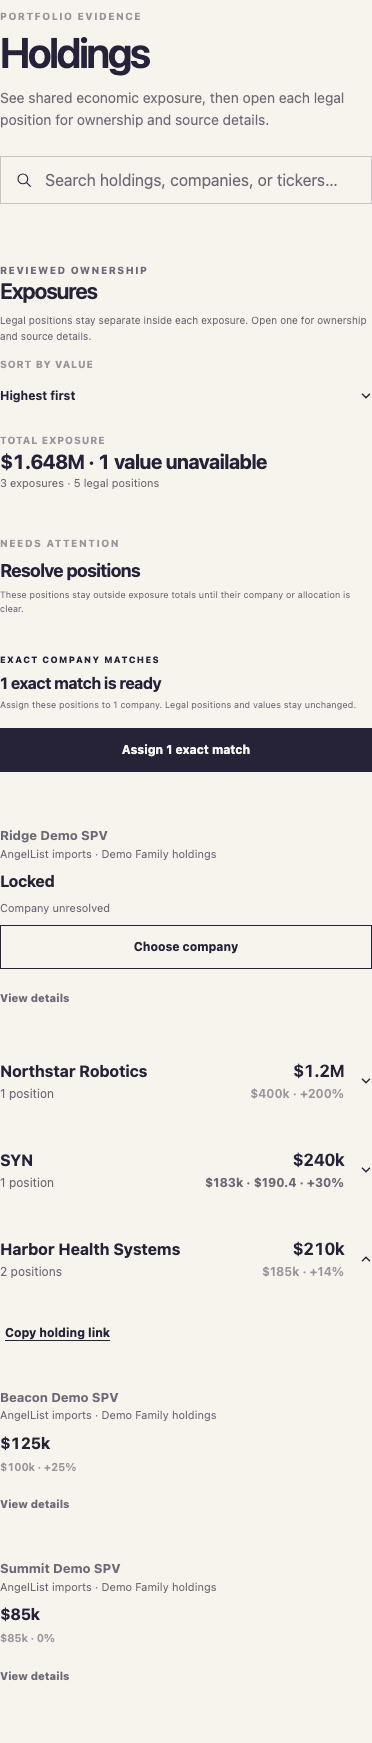 PORTFOLIO EVIDENCE
Holdings
See shared economic exposure, then open each legal
position for ownership and source details.
Search holdings, companies, or tickers...
REVIEWED OWNERSHIP
Exposures
Legal positions stay separate inside each exposure. Open one for ownership
and source details.
SORT BY VALUE
Highest first
TOTAL EXPOSURE
$1.648M · 1 value unavailable
3 exposures · 5 legal positions
NEEDS ATTENTION
Resolve positions
These positions stay outside exposure totals until their company or allocation is
clear.
EXACT COMPANY MATCHES
1 exact match is ready
Assign these positions to 1 company. Legal positions and values stay unchanged.
Assign 1 exact match
Ridge Demo SPV
AngelList imports · Demo Family holdings
Locked
Company unresolved
Choose company
View details
Northstar Robotics $1.2M
1 position $400k · +200%
SYN $240k
1 position $183k · $190.4 · +30%
Harbor Health Systems $210k
2 positions $185k · +14%
Copy holding link
Beacon Demo SPV
AngelList imports · Demo Family holdings
$125k
$100k · +25%
View details
Summit Demo SPV
AngelList imports · Demo Family holdings
$85k
$85k · 0%
View details